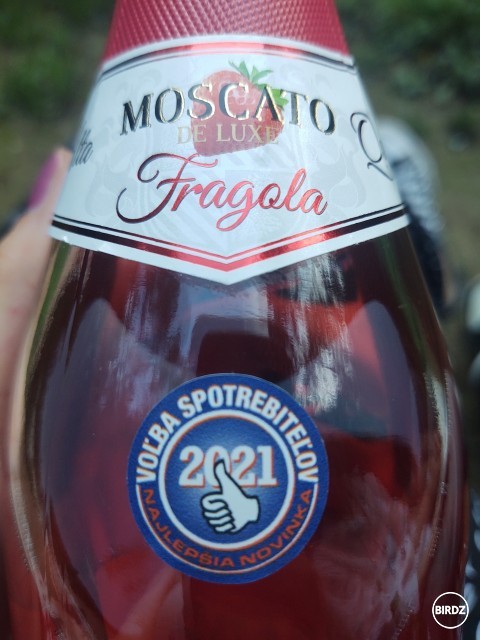 MOSCATO
DE LUXE
Fragola
VOĽBA SPOTREBITEĽOV
2021
NAJLEPŠIA NOVINKA
BIRDZ